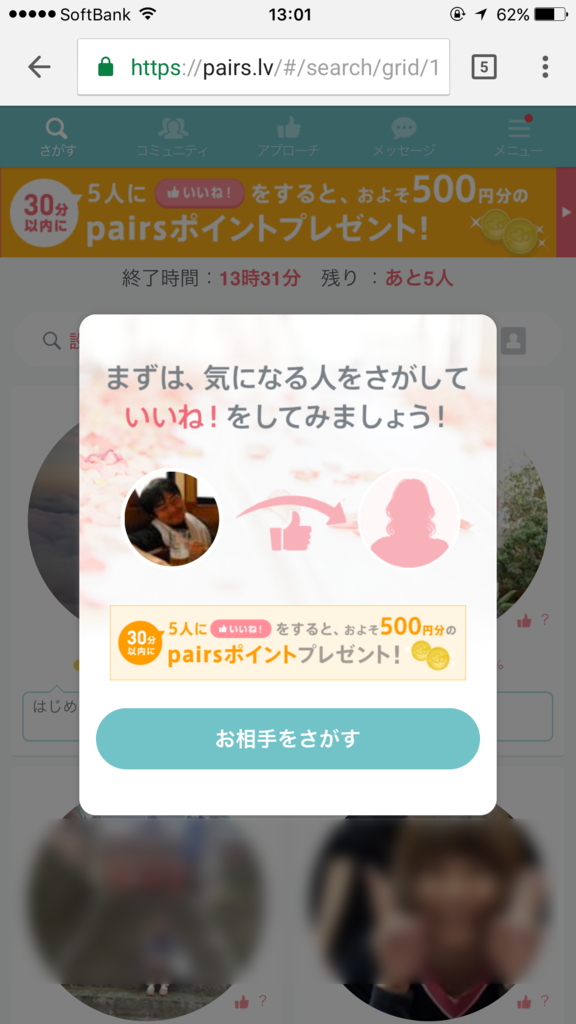 SoftBank 13:01 62%
https://pairs.lv/#/search/grid/1
5
さがす コミュニティ アプローチ メッセージ メニュー
30分以内に
5人に いいね! をすると、およそ500円分の
pairsポイントプレゼント!
終了時間：13時31分 残り ：あと5人
まずは、気になる人をさがして
いいね!をしてみましょう!
30分以内に
5人に いいね! をすると、およそ500円分の
pairsポイントプレゼント!
?
%
はじめ
お相手をさがす
? ?